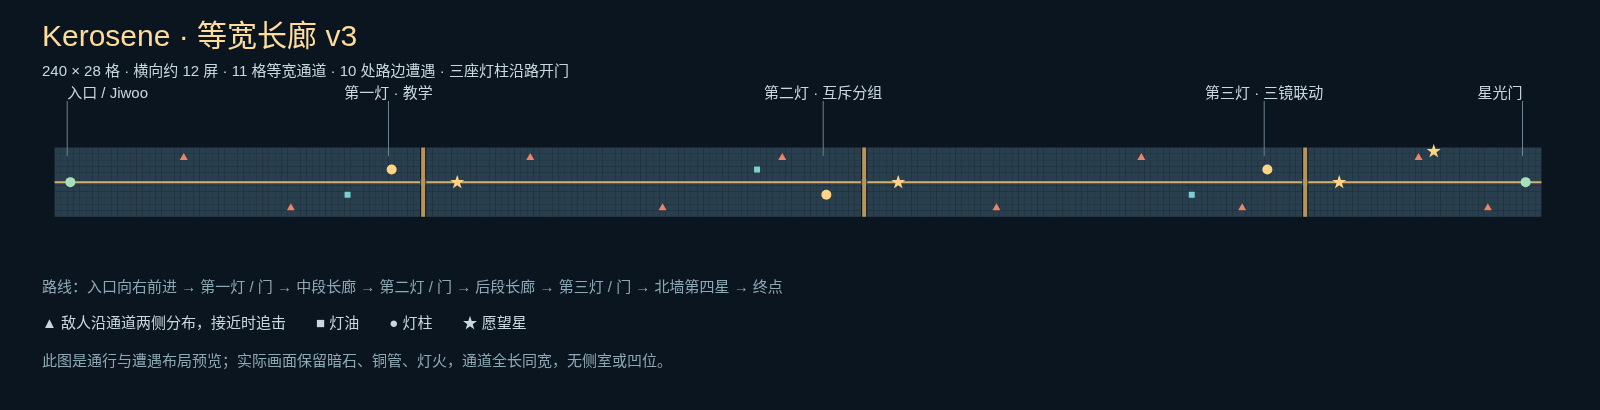 Kerosene · 等宽长廊 v3
240 × 28 格 · 横向约 12 屏 · 11 格等宽通道 · 10 处路边遭遇 · 三座灯柱沿路开门
入口 / Jiwoo
第一灯 · 教学
第二灯 · 互斥分组
第三灯 · 三镜联动
星光门
路线：入口向右前进 → 第一灯 / 门 → 中段长廊 → 第二灯 / 门 → 后段长廊 → 第三灯 / 门 → 北墙第四星 → 终点
▲ 敌人沿通道两侧分布，接近时追击 ■ 灯油 ● 灯柱 ★ 愿望星
此图是通行与遭遇布局预览；实际画面保留暗石、铜管、灯火，通道全长同宽，无侧室或凹位。